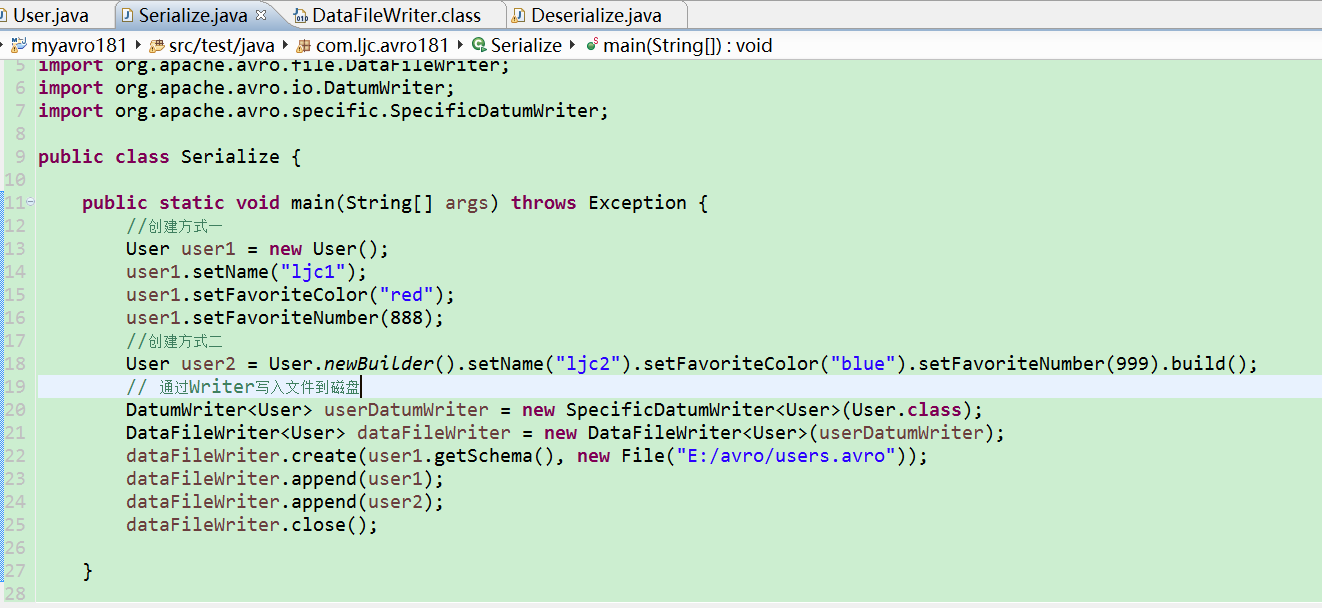 User.java Serialize.java DataFileWriter.class Deserialize.java
myavro181 src/test/java com.ljc.avro181 Serialize main(String[]) : void
5 import org.apache.avro.file.DataFileWriter;
6 import org.apache.avro.io.DatumWriter;
7 import org.apache.avro.specific.SpecificDatumWriter;
8
9 public class Serialize {
10
11 public static void main(String[] args) throws Exception {
12 //创建方式一
13 User user1 = new User();
14 user1.setName("ljc1");
15 user1.setFavoriteColor("red");
16 user1.setFavoriteNumber(888);
17 //创建方式二
18 User user2 = User.newBuilder().setName("ljc2").setFavoriteColor("blue").setFavoriteNumber(999).build();
19 // 通过Writer写入文件到磁盘
20 DatumWriter<User> userDatumWriter = new SpecificDatumWriter<User>(User.class);
21 DataFileWriter<User> dataFileWriter = new DataFileWriter<User>(userDatumWriter);
22 dataFileWriter.create(user1.getSchema(), new File("E:/avro/users.avro"));
23 dataFileWriter.append(user1);
24 dataFileWriter.append(user2);
25 dataFileWriter.close();
26
27 }
28